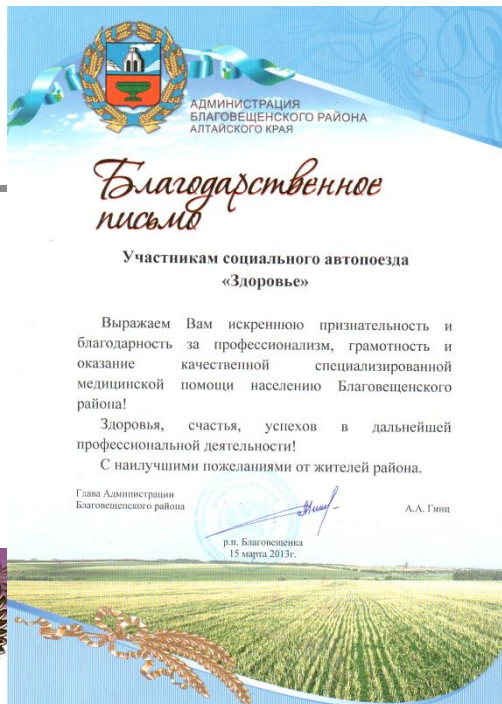 АДМИНИСТРАЦИЯ
БЛАГОВЕЩЕНСКОГО РАЙОНА
АЛТАЙСКОГО КРАЯ
Благодарственное
письмо
Участникам социального автопоезда
«Здоровье»
Выражаем Вам искреннюю признательность и
благодарность за профессионализм, грамотность и
оказание качественной специализированной
медицинской помощи населению Благовещенского
района!
Здоровья, счастья, успехов в дальнейшей
профессиональной деятельности!
С наилучшими пожеланиями от жителей района.
Глава Администрации
Благовещенского района
А.А. Гинц
р.п. Благовещенка
15 марта 2013г.